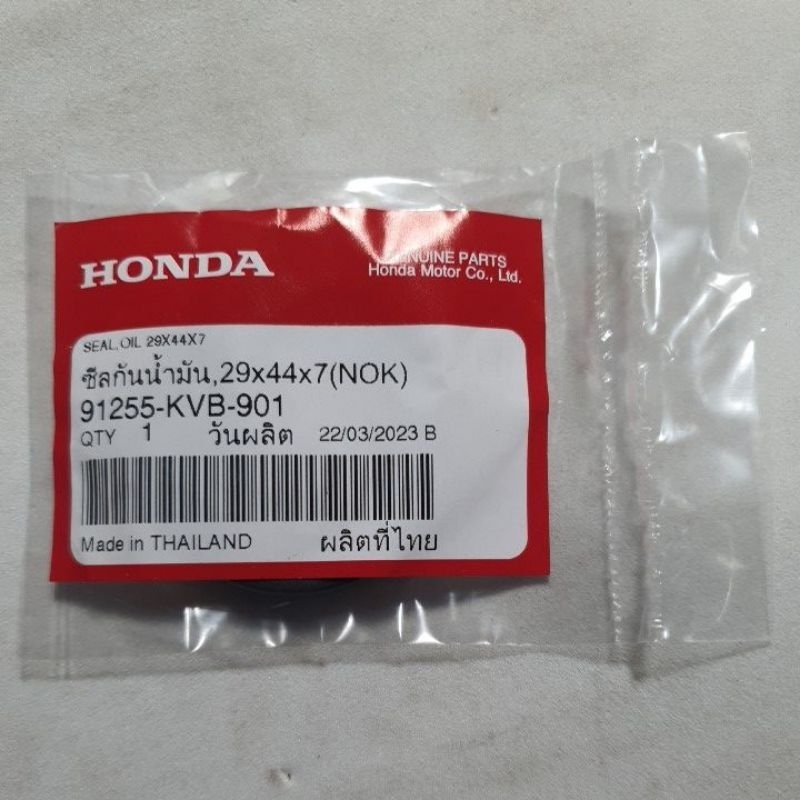 HONDA
GENUINE PARTS
Honda Motor Co., Ltd.
SEAL, OIL 29X44X7
ซีลกันน้ำมัน,29x44x7(NOK)
91255-KVB-901
QTY 1 วันผลิต 22/03/2023 B
Made in THAILAND ผลิตที่ไทย